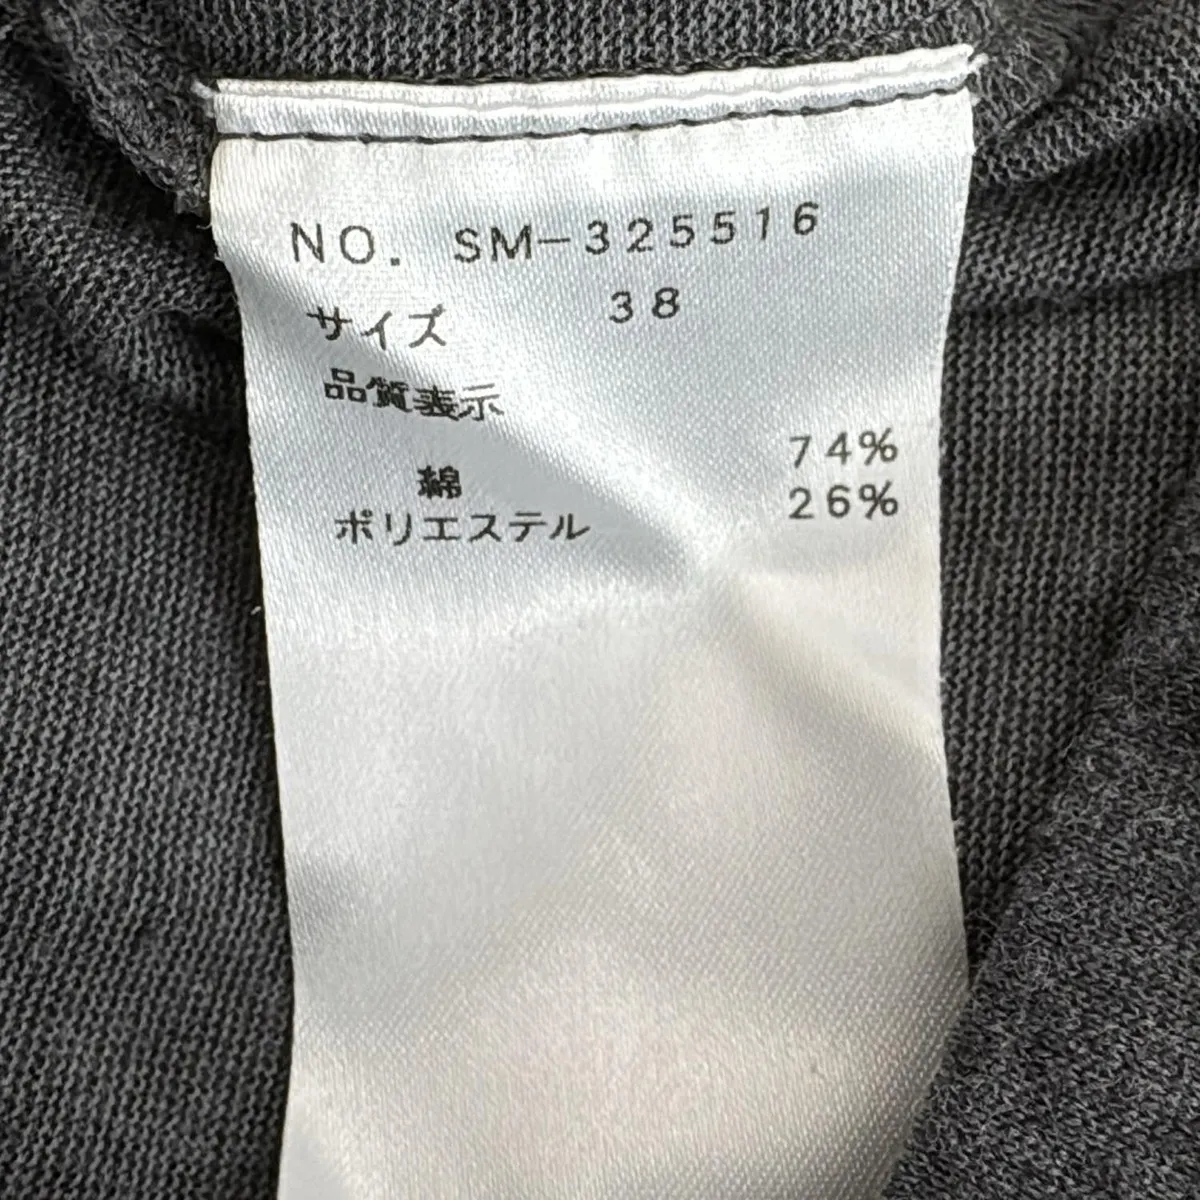 NO. SM-325516
サイズ 38
品質表示
綿 74%
ポリエステル 26%